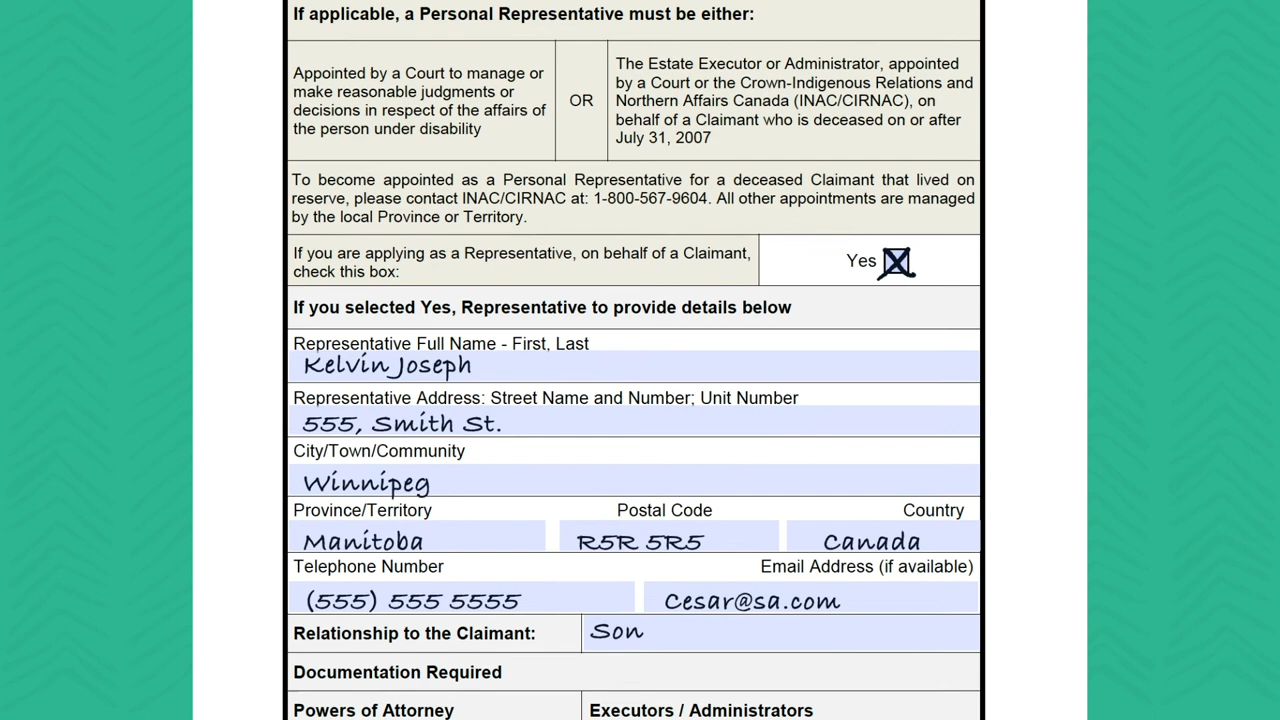 If applicable, a Personal Representative must be either:
Appointed by a Court to manage or
make reasonable judgments or
decisions in respect of the affairs of
the person under disability
OR
The Estate Executor or Administrator, appointed
by a Court or the Crown-Indigenous Relations and
Northern Affairs Canada (INAC/CIRNAC), on
behalf of a Claimant who is deceased on or after
July 31, 2007
To become appointed as a Personal Representative for a deceased Claimant that lived on
reserve, please contact INAC/CIRNAC at: 1-800-567-9604. All other appointments are managed
by the local Province or Territory.
If you are applying as a Representative, on behalf of a Claimant,
check this box:
Yes
If you selected Yes, Representative to provide details below
Representative Full Name - First, Last
Kelvin Joseph
Representative Address: Street Name and Number; Unit Number
555, Smith St.
City/Town/Community
Winnipeg
Province/Territory Postal Code Country
Manitoba R5R 5R5 Canada
Telephone Number Email Address (if available)
(555) 555 5555 Cesar@sa.com
Relationship to the Claimant: Son
Documentation Required
Powers of Attorney Executors / Administrators